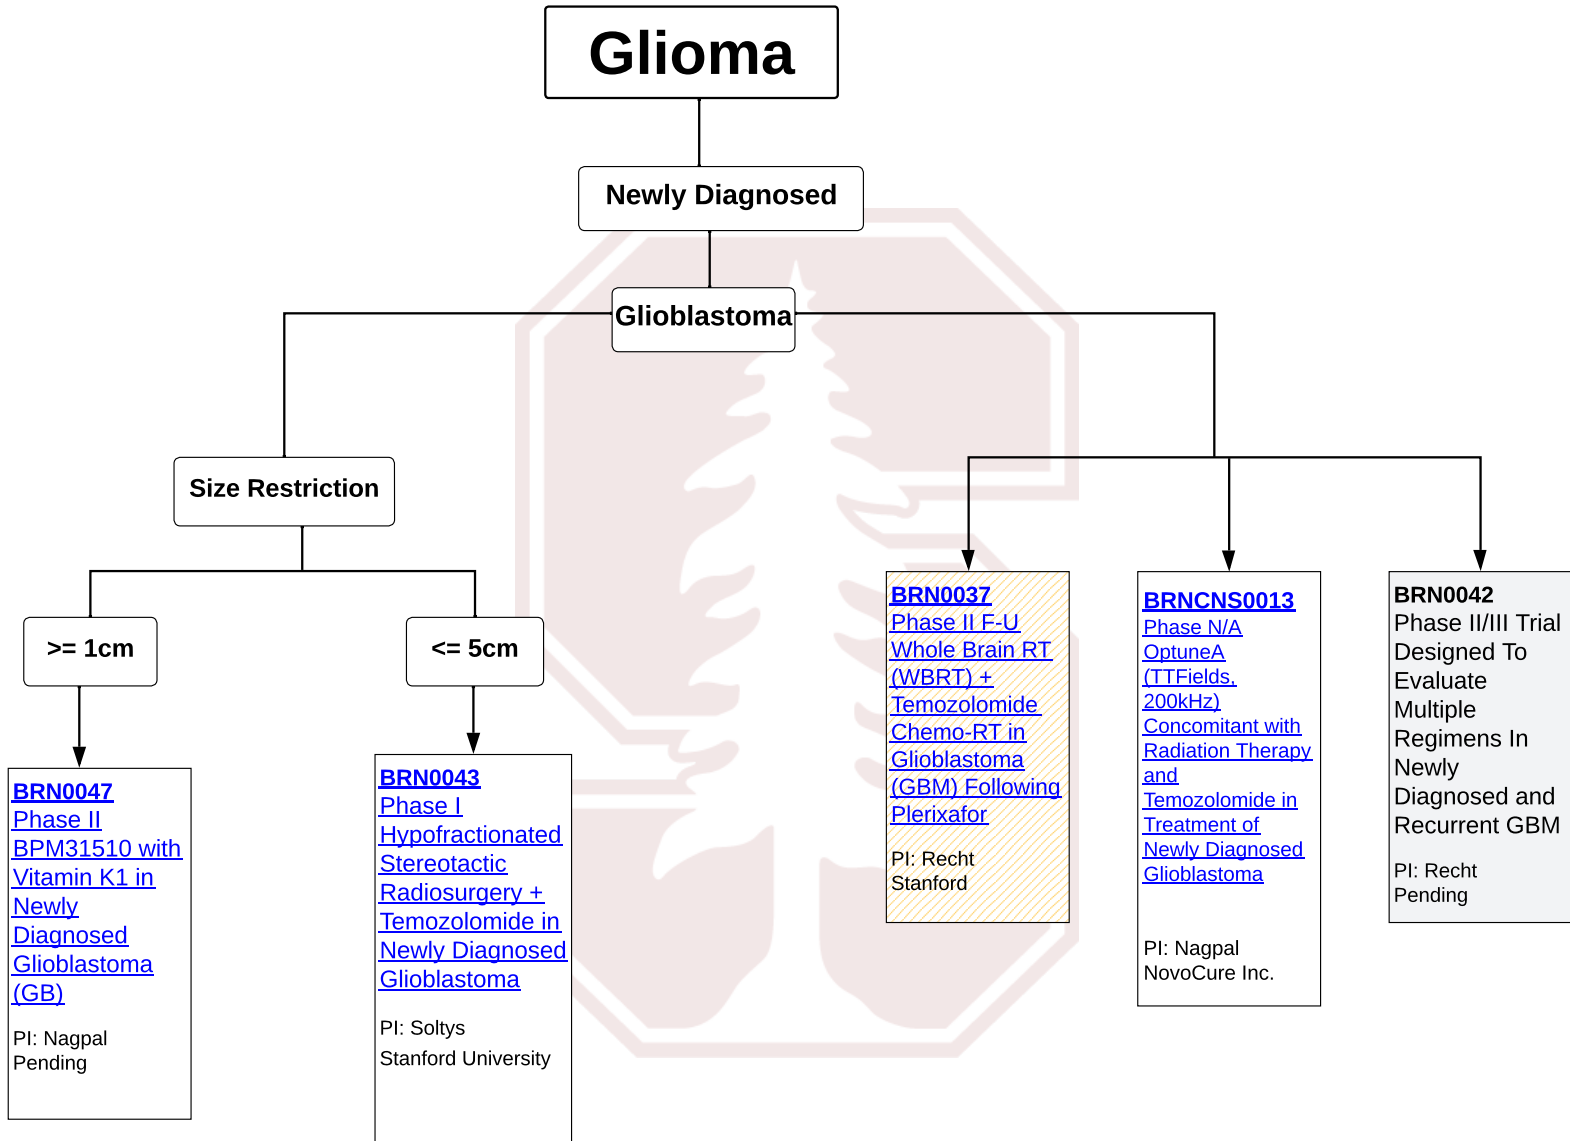 Glioma
Newly Diagnosed
Glioblastoma
Size Restriction
>= 1cm
<= 5cm
BRN0047
Phase II
BPM31510 with
Vitamin K1 in
Newly
Diagnosed
Glioblastoma
(GB)
PI: Nagpal
Pending
BRN0043
Phase I
Hypofractionated
Stereotactic
Radiosurgery +
Temozolomide in
Newly Diagnosed
Glioblastoma
PI: Soltys
Stanford University
BRN0037
Phase II F-U
Whole Brain RT
(WBRT) +
Temozolomide
Chemo-RT in
Glioblastoma
(GBM) Following
Plerixafor
PI: Recht
Stanford
BRNCNS0013
Phase N/A
OptuneA
(TTFields,
200kHz)
Concomitant with
Radiation Therapy
and
Temozolomide in
Treatment of
Newly Diagnosed
Glioblastoma
PI: Nagpal
NovoCure Inc.
BRN0042
Phase II/III Trial
Designed To
Evaluate
Multiple
Regimens In
Newly
Diagnosed and
Recurrent GBM
PI: Recht
Pending